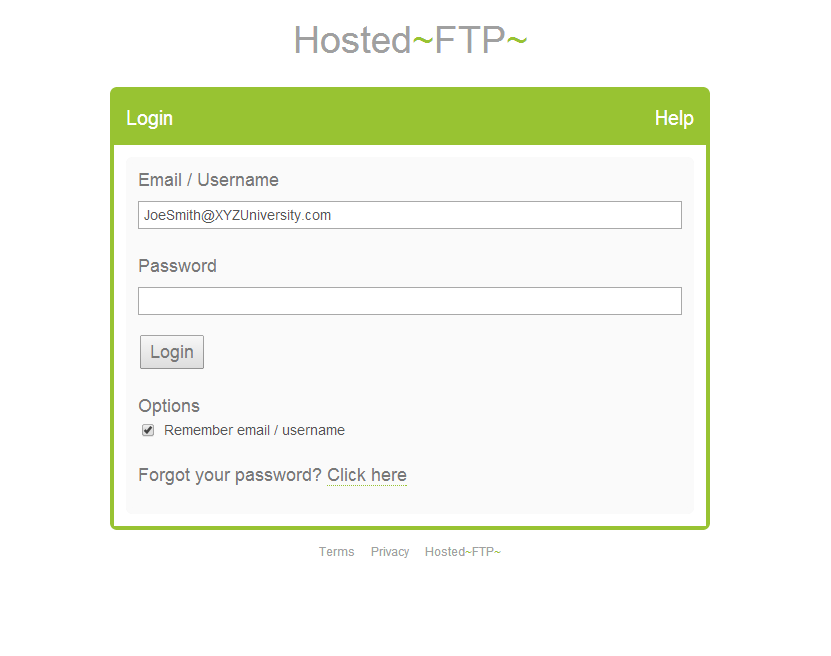 Hosted~FTP~
Login Help
Email / Username
JoeSmith@XYZUniversity.com
Password
Login
Options
Remember email / username
Forgot your password? Click here
Terms Privacy Hosted~FTP~